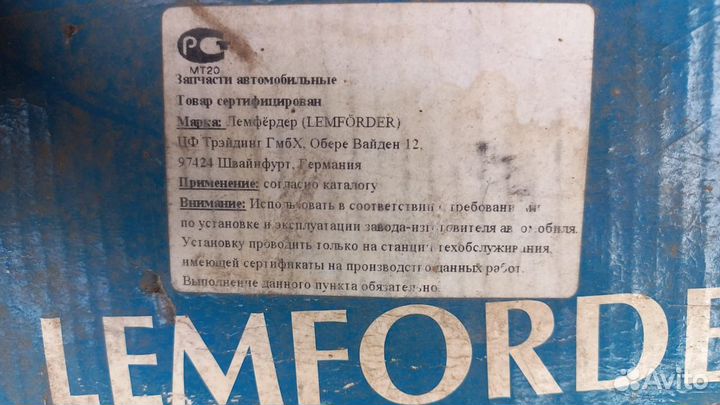 РСТ
МТ20
Запчасти автомобильные
Товар сертифицирован
Марка: Лемфёрдер (LEMFÖRDER)
ЦФ Трэйдинг ГмбХ, Обере Вайден 12,
97424 Швайнфурт, Германия
Применение: согласно каталогу
Внимание: Использовать в соответствии с требованиями
по установке и эксплуатации завода-изготовителя автомобиля.
Установку проводить только на станции техобслуживания,
имеющей сертификаты на производство данных работ.
Выполнение данного пункта обязательно.
LEMFORDE
Avito